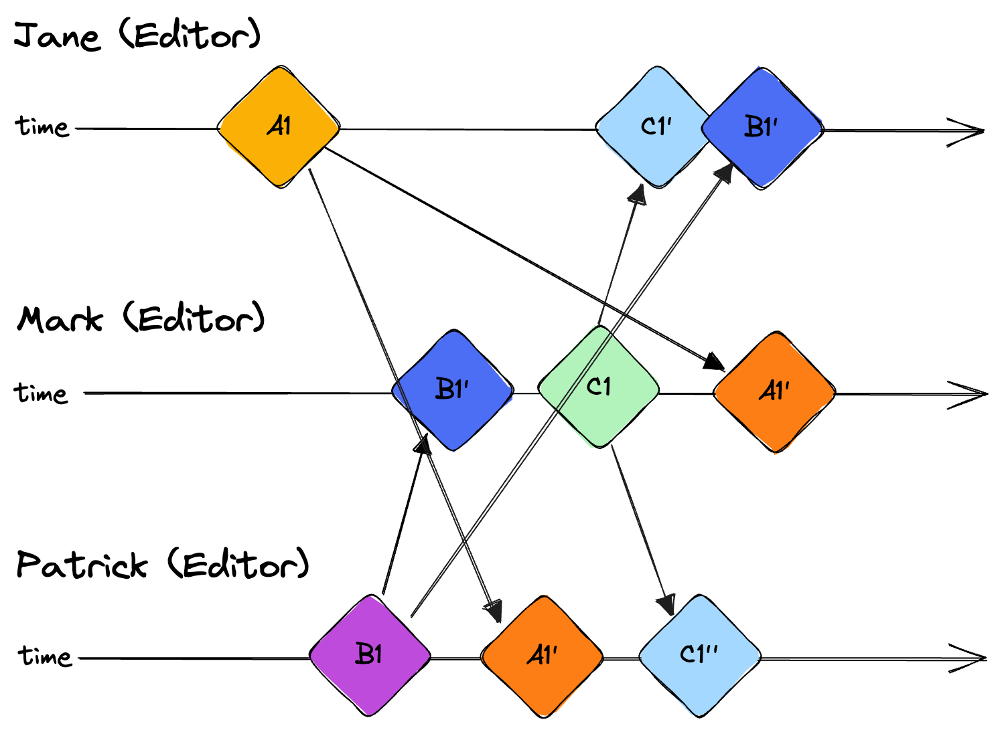 Jane (Editor)
time A1 C1' B1'
Mark (Editor)
time B1' C1 A1'
Patrick (Editor)
time B1 A1' C1''